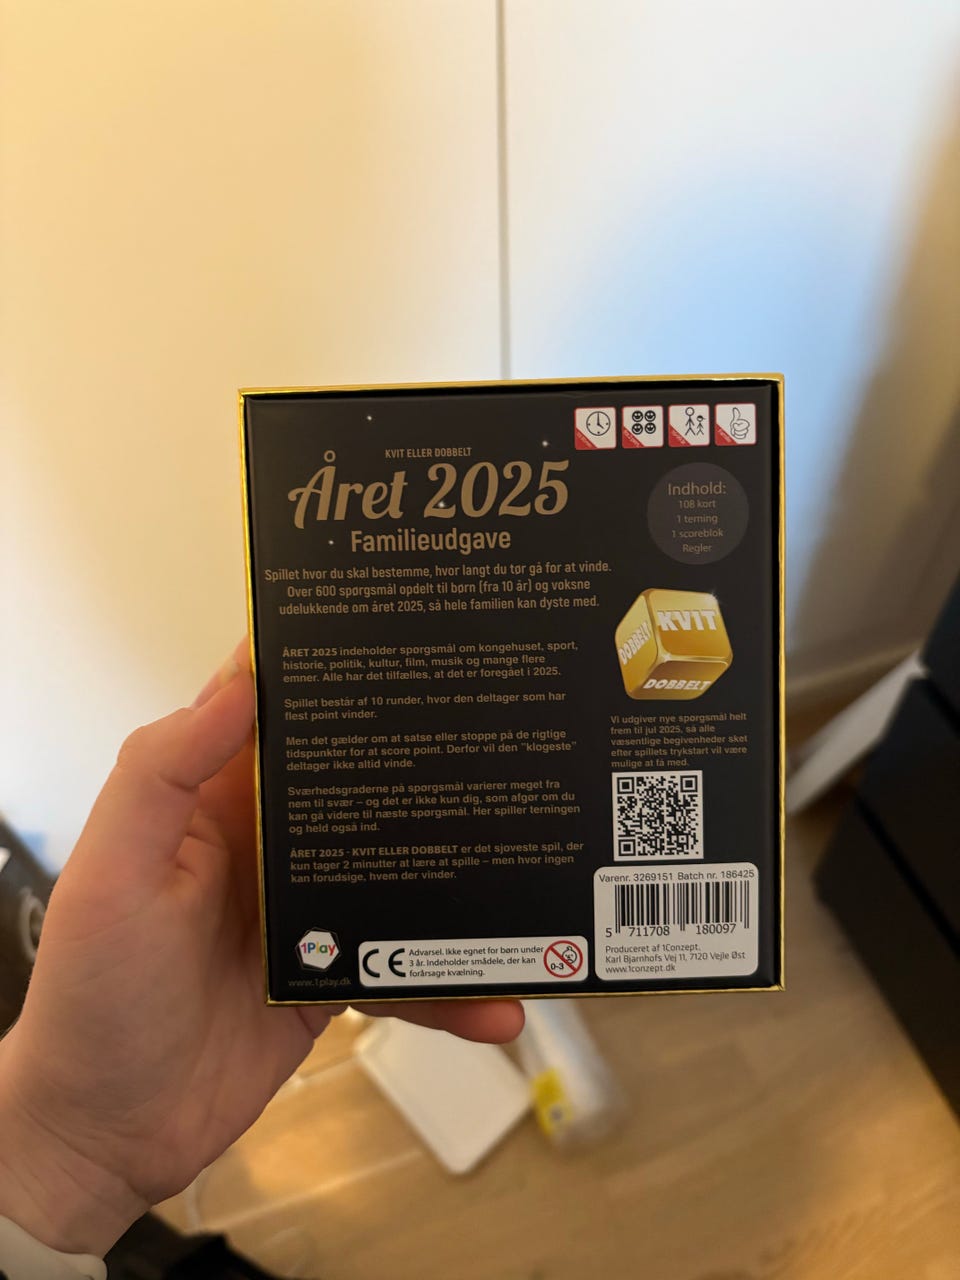 KVIT ELLER DOBBELT
Året 2025
Familieudgave
Spillet hvor du skal bestemme, hvor langt du tør gå for at vinde.
Over 600 spørgsmål opdelt til børn (fra 10 år) og voksne
udelukkende om året 2025, så hele familien kan dyste med.
Indhold:
108 kort
1 terning
1 scoreblok
Regler
ÅRET 2025 indeholder spørgsmål om kongehuset, sport,
historie, politik, kultur, film, musik og mange flere
emner. Alle har det tilfælles, at det er foregået i 2025.
Spillet består af 10 runder, hvor den deltager som har
flest point vinder.
Men det gælder om at satse eller stoppe på de rigtige
tidspunkter for at score point. Derfor vil den "klogeste"
deltager ikke altid vinde.
Sværhedsgraderne på spørgsmål varierer meget fra
nem til svær – og det er ikke kun dig, som afgør om du
kan gå videre til næste spørgsmål. Her spiller terningen
og held også ind.
ÅRET 2025 - KVIT ELLER DOBBELT er det sjoveste spil, der
kun tager 2 minutter at lære at spille – men hvor ingen
kan forudsige, hvem der vinder.
KVIT
DOBBELT
DOBBELT
Vi udgiver nye spørgsmål helt
frem til jul 2025, så alle
væsentlige begivenheder sket
efter spillets trykstart vil være
mulige at få med.
Varenr. 3269151 Batch nr. 186425
5 711708 180097
Produceret af 1Conzept.
Karl Bjarnhofs Vej 11, 7120 Vejle Øst
www.1conzept.dk
1Play
www.1play.dk
CE
Advarsel. Ikke egnet for børn under
3 år. Indeholder smådele, der kan
forårsage kvælning.
0-3